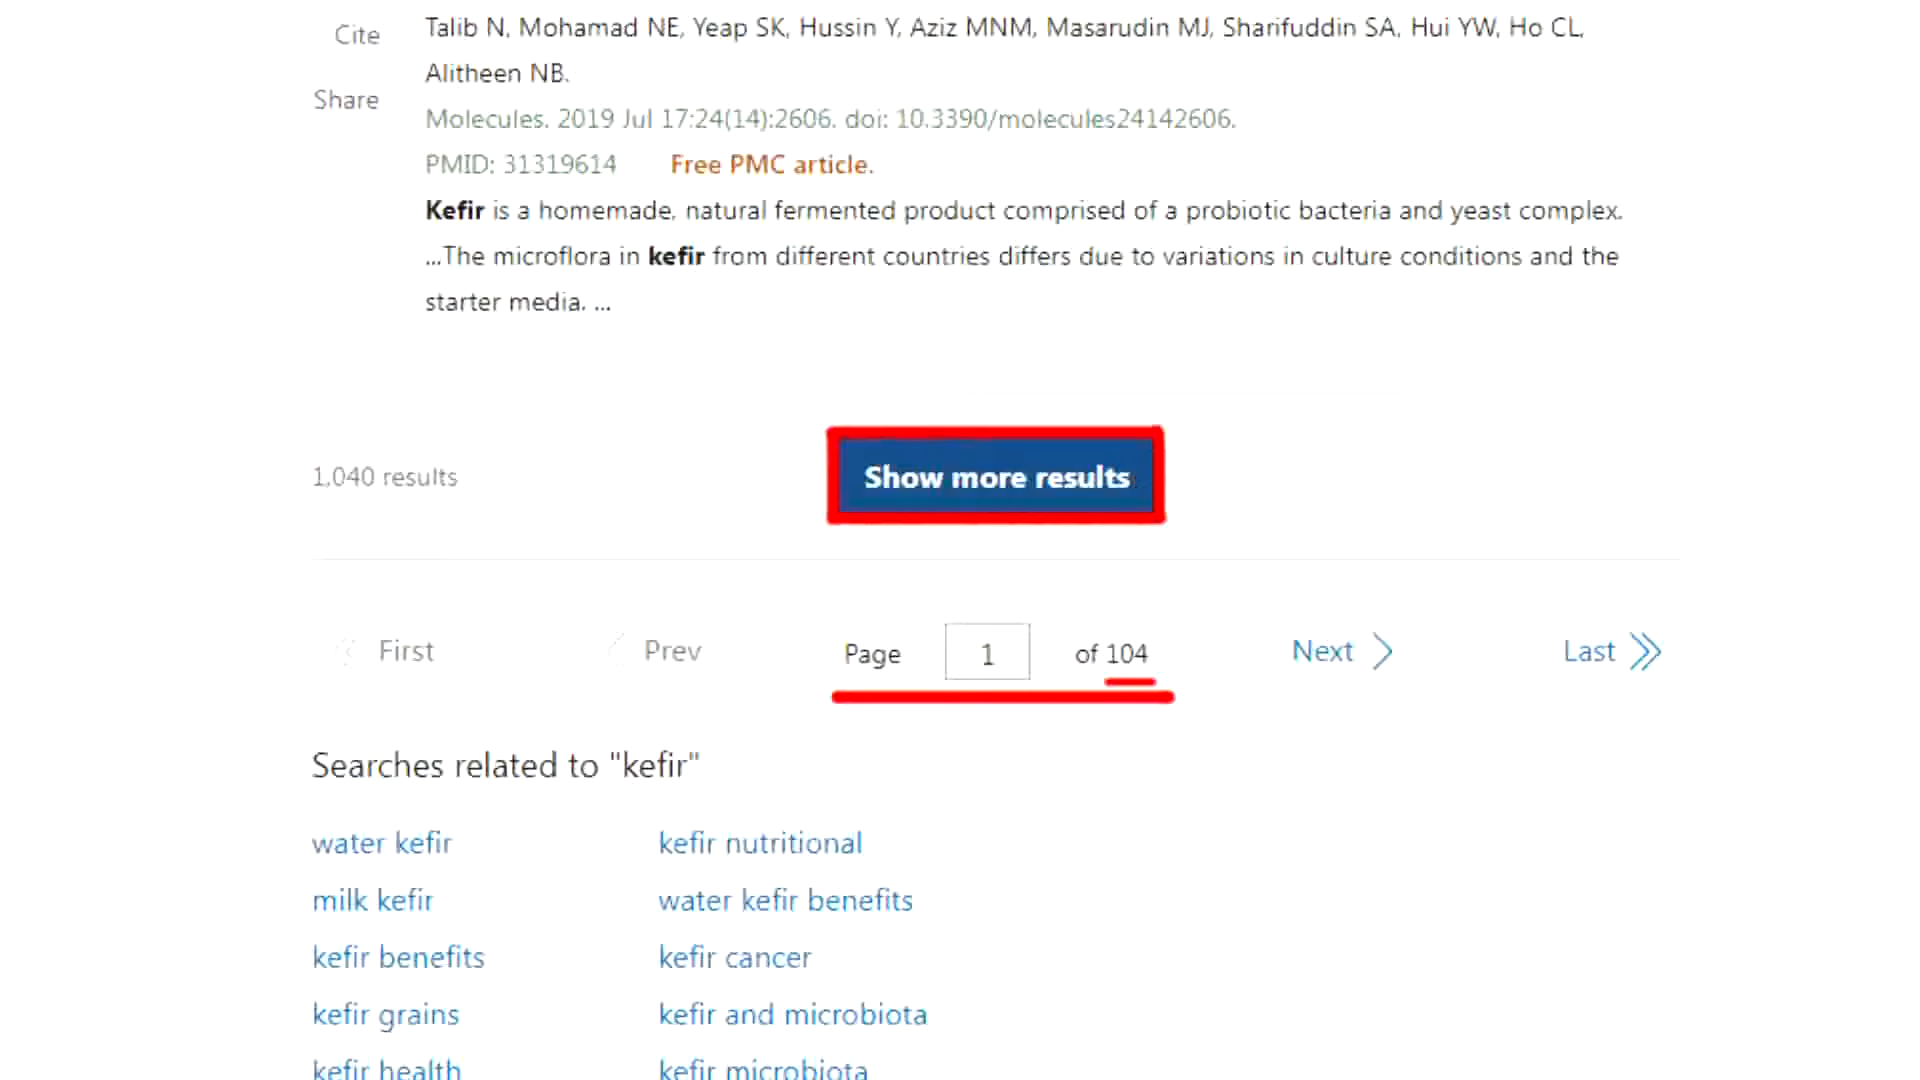 Cite
Talib N, Mohamad NE, Yeap SK, Hussin Y, Aziz MNM, Masarudin MJ, Sharifuddin SA, Hui YW, Ho CL,
Alitheen NB.
Share
Molecules. 2019 Jul 17;24(14):2606. doi: 10.3390/molecules24142606.
PMID: 31319614 Free PMC article.
Kefir is a homemade, natural fermented product comprised of a probiotic bacteria and yeast complex.
...The microflora in kefir from different countries differs due to variations in culture conditions and the
starter media. ...
1,040 results
Show more results
First Prev Page 1 of 104 Next Last
Searches related to "kefir"
water kefir kefir nutritional
milk kefir water kefir benefits
kefir benefits kefir cancer
kefir grains kefir and microbiota
kefir health kefir microbiota